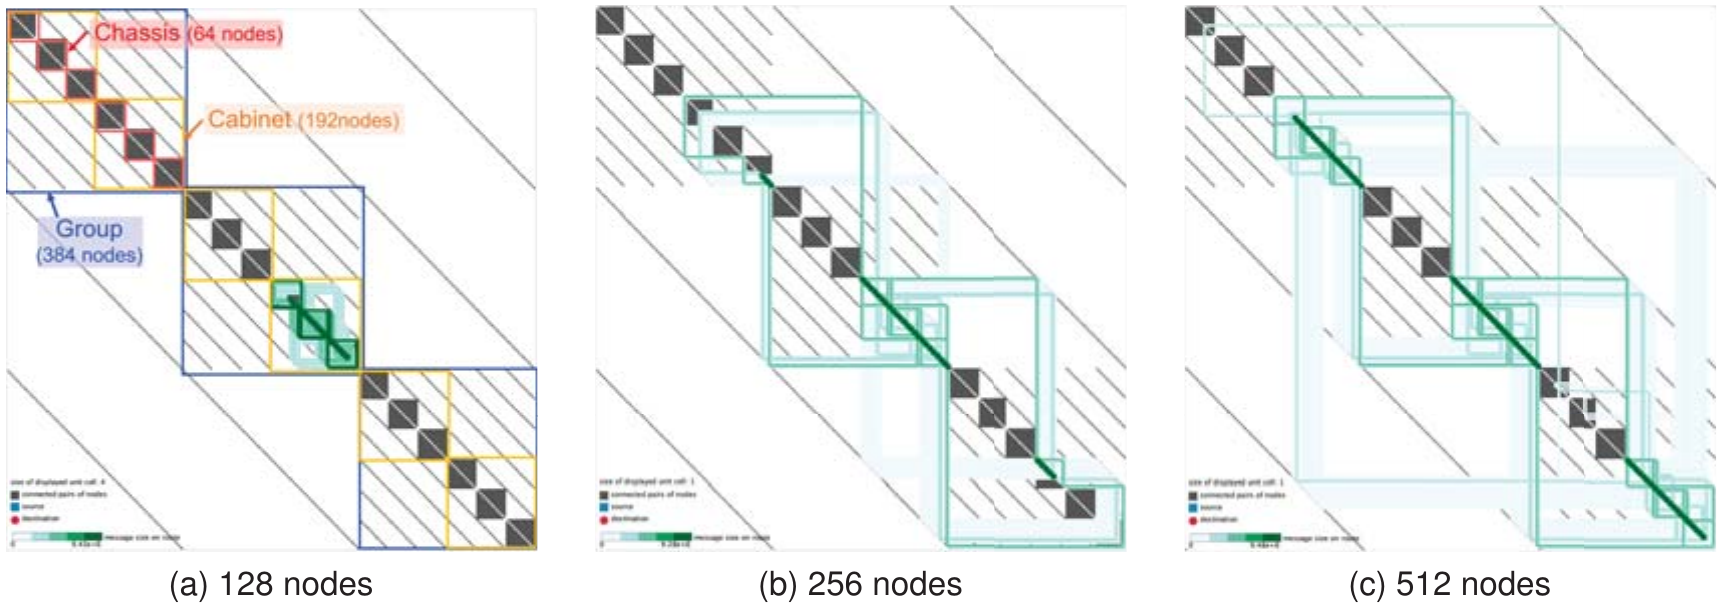 Chassis (64 nodes)
Cabinet (192nodes)
Group
(384 nodes)
size of displayed unit cell: 4
connected pairs of nodes
source
destination
0
message size on route
size of displayed unit cell: 1
connected pairs of nodes
source
destination
0
message size on route
size of displayed unit cell: 1
connected pairs of nodes
source
destination
0
message size on route
(a) 128 nodes
(b) 256 nodes
(c) 512 nodes